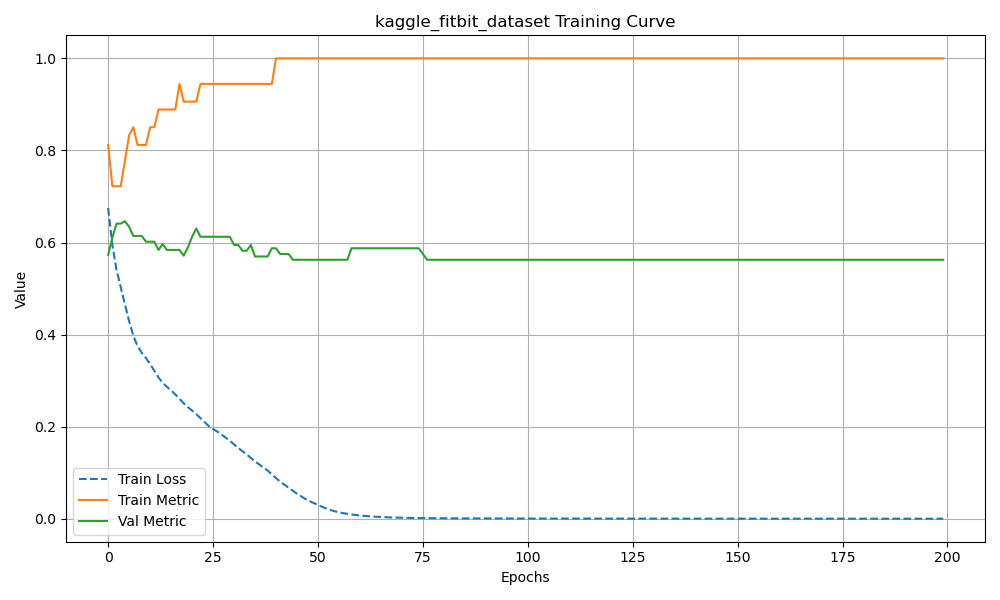 kaggle_fitbit_dataset Training Curve
1.0
0.8
0.6
0.4
0.2
0.0
Value
Train Loss
Train Metric
Val Metric
0 25 50 75 100 125 150 175 200
Epochs